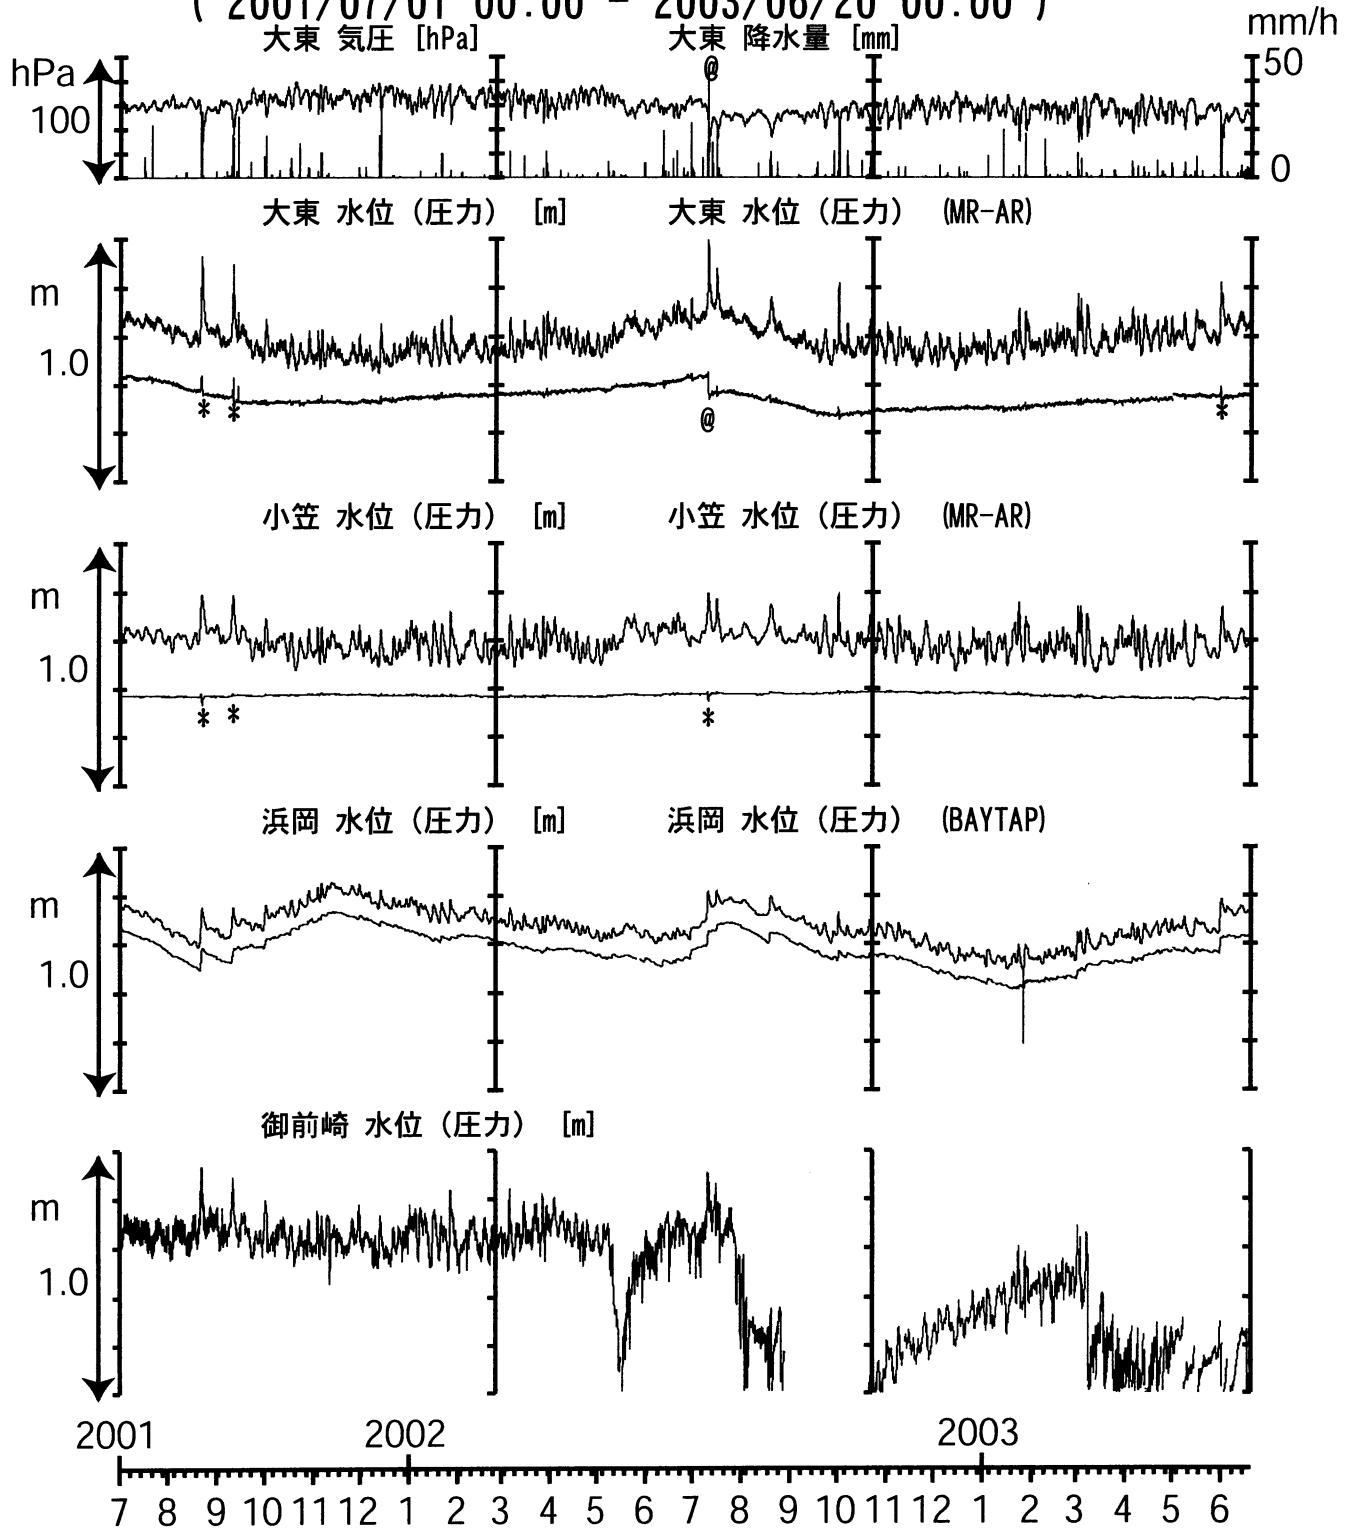 ( 2001/07/01 00:00 - 2003/06/20 00:00 )
mm/h
大東 気圧 [hPa] 大東 降水量 [mm]
hPa @ 50
100
0
大東 水位（圧力） [m] 大東 水位（圧力） (MR-AR)
m
1.0
* * @ *
小笠 水位（圧力） [m] 小笠 水位（圧力） (MR-AR)
m
1.0
* * *
浜岡 水位（圧力） [m] 浜岡 水位（圧力） (BAYTAP)
m
1.0
御前崎 水位（圧力） [m]
m
1.0
2001 2002 2003
7 8 9 10 11 12 1 2 3 4 5 6 7 8 9 10 11 12 1 2 3 4 5 6